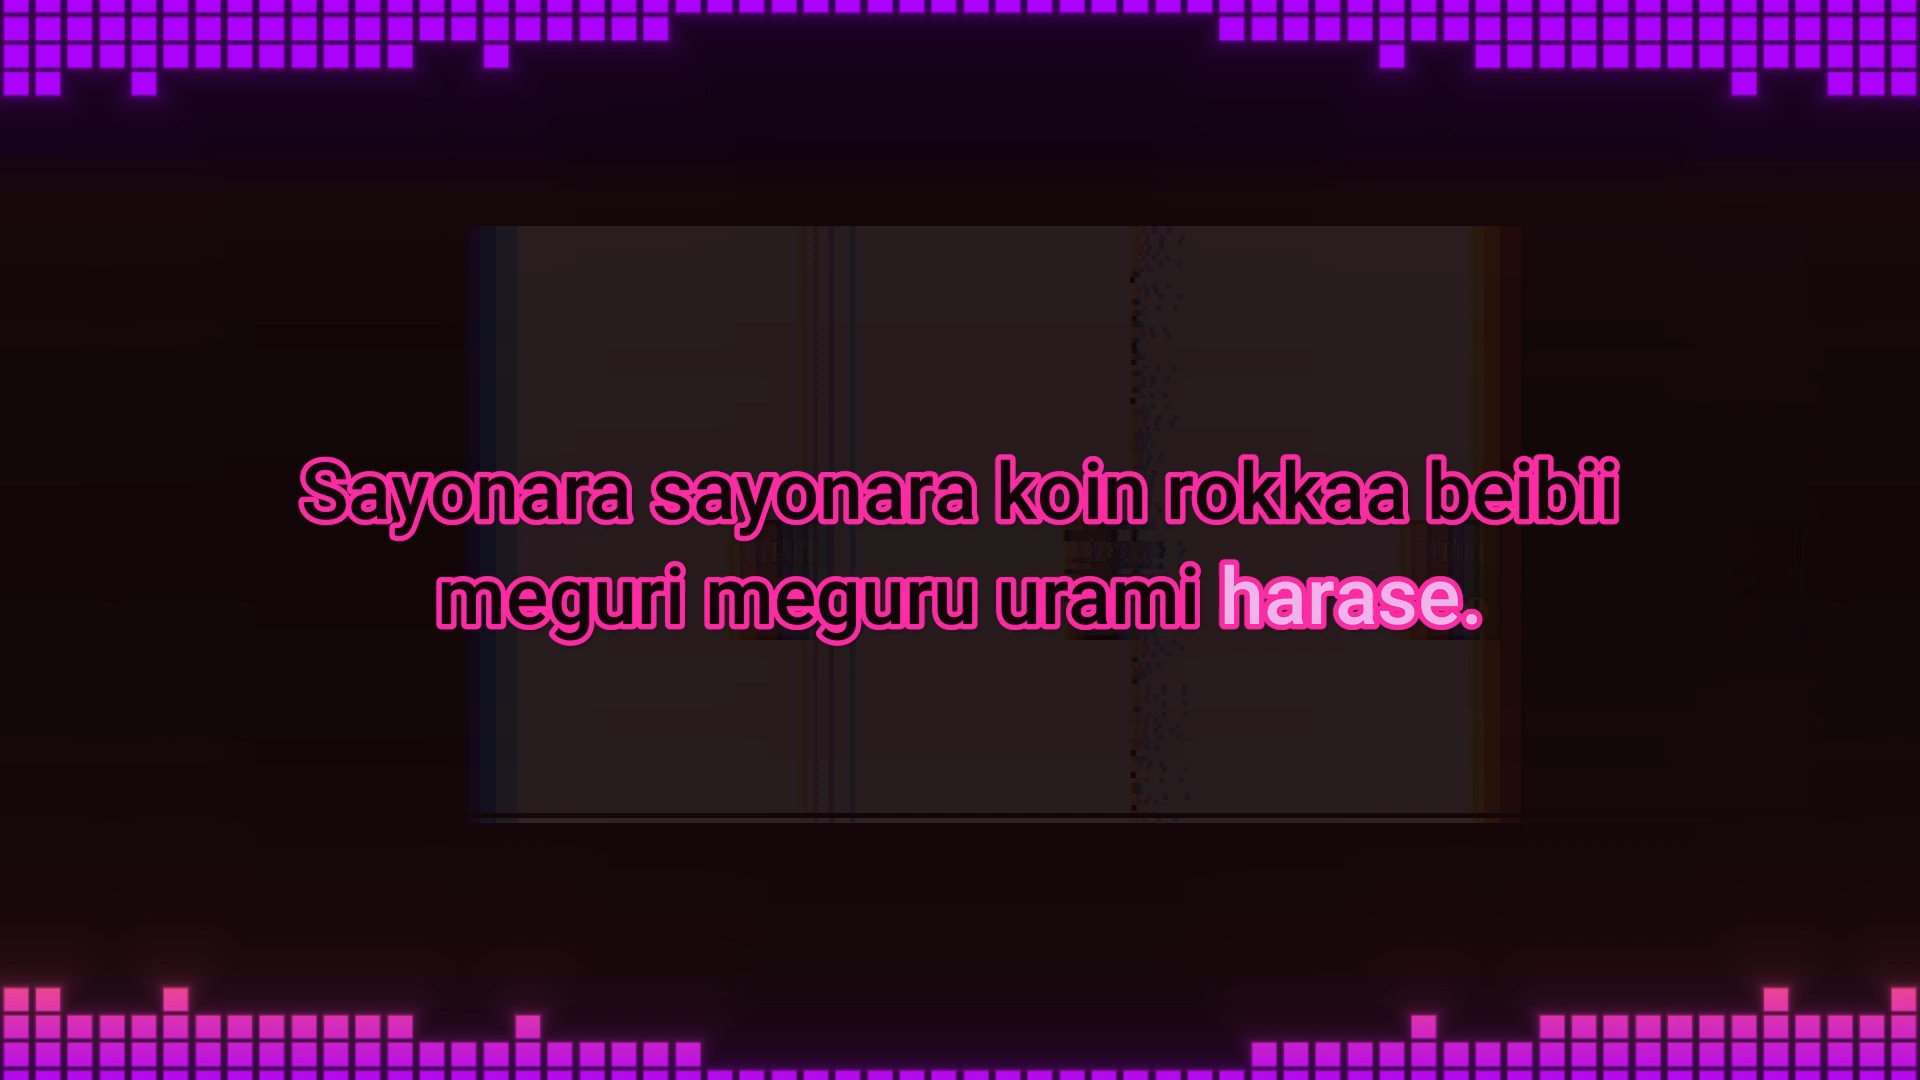 Sayonara sayonara koin rokkaa beibii
meguri meguru urami harase.